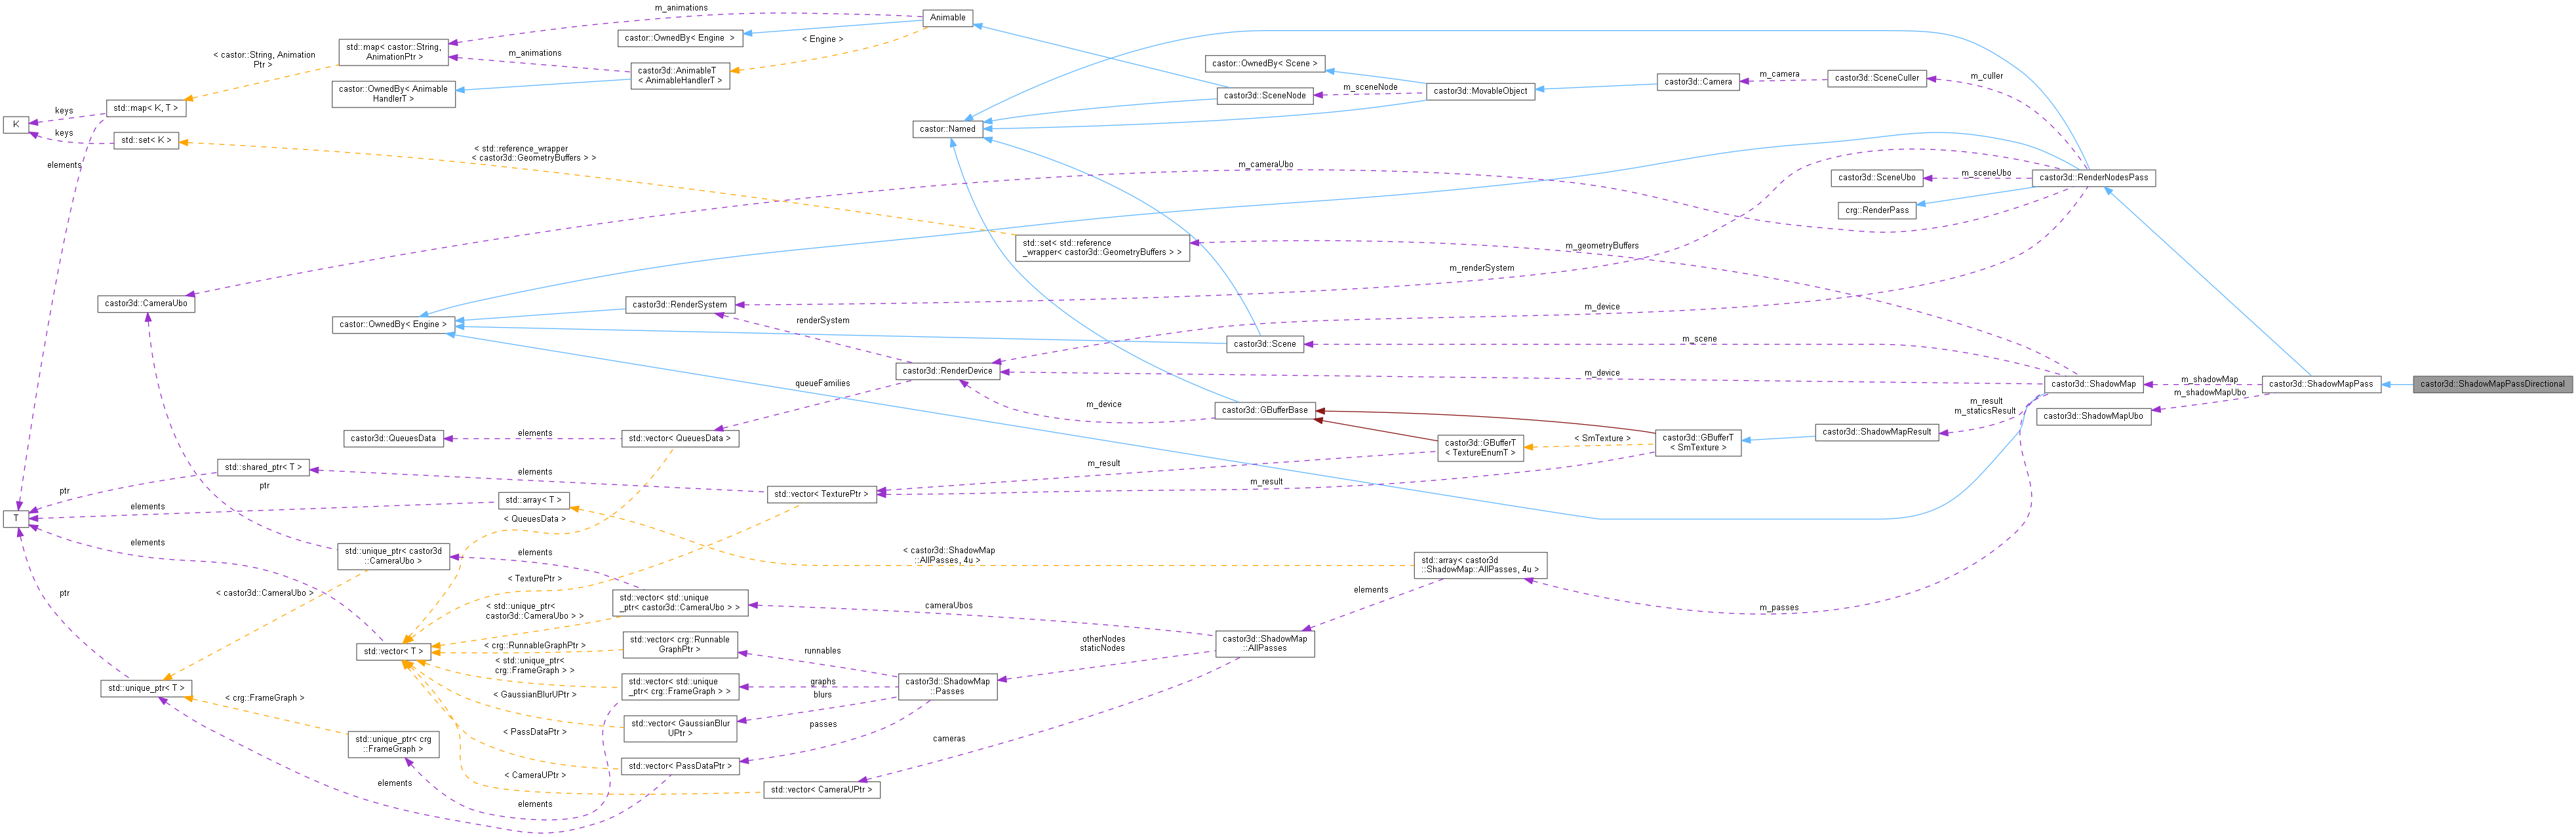 Animable
m_animations
castor::OwnedBy< Engine  >
< Engine >
std::map< castor::String,
AnimationPtr >
< castor::String, Animation
Ptr >
m_animations
castor3d::AnimableT
< AnimableHandlerT >
castor::OwnedBy< Animable
HandlerT >
castor::OwnedBy< Scene >
castor3d::SceneNode
m_sceneNode
castor3d::MovableObject
castor3d::Camera
m_camera
castor3d::SceneCuller
m_culler
std::map< K, T >
keys
K
keys
std::set< K >
castor::Named
< std::reference_wrapper
< castor3d::GeometryBuffers > >
elements
m_cameraUbo
castor3d::SceneUbo
m_sceneUbo
castor3d::RenderNodesPass
crg::RenderPass
std::set< std::reference
_wrapper< castor3d::GeometryBuffers > >
m_geometryBuffers
m_renderSystem
castor3d::CameraUbo
castor3d::RenderSystem
m_device
castor::OwnedBy< Engine >
renderSystem
castor3d::Scene
m_scene
castor3d::RenderDevice
m_device
queueFamilies
castor3d::ShadowMap
m_shadowMap
m_shadowMapUbo
castor3d::ShadowMapPass
castor3d::ShadowMapPassDirectional
m_device
castor3d::GBufferBase
m_result
m_staticsResult
castor3d::ShadowMapUbo
castor3d::QueuesData
elements
std::vector< QueuesData >
castor3d::GBufferT
< TextureEnumT >
< SmTexture >
castor3d::GBufferT
< SmTexture >
castor3d::ShadowMapResult
std::shared_ptr< T >
elements
m_result
m_result
ptr
ptr
std::array< T >
std::vector< TexturePtr >
elements
T
< QueuesData >
elements
std::unique_ptr< castor3d
::CameraUbo >
elements
< castor3d::ShadowMap
::AllPasses, 4u >
std::array< castor3d
::ShadowMap::AllPasses, 4u >
< TexturePtr >
ptr
< castor3d::CameraUbo >
< std::unique_ptr<
castor3d::CameraUbo > >
std::vector< std::unique
_ptr< castor3d::CameraUbo > >
cameraUbos
elements
m_passes
std::vector< T >
< crg::RunnableGraphPtr >
std::vector< crg::Runnable
GraphPtr >
runnables
otherNodes
staticNodes
castor3d::ShadowMap
::AllPasses
< std::unique_ptr<
crg::FrameGraph > >
std::vector< std::unique
_ptr< crg::FrameGraph > >
graphs
blurs
castor3d::ShadowMap
::Passes
std::unique_ptr< T >
< crg::FrameGraph >
< GaussianBlurUPtr >
std::vector< GaussianBlur
UPtr >
passes
std::unique_ptr< crg
::FrameGraph >
< PassDataPtr >
cameras
std::vector< PassDataPtr >
elements
< CameraUPtr >
std::vector< CameraUPtr >
elements